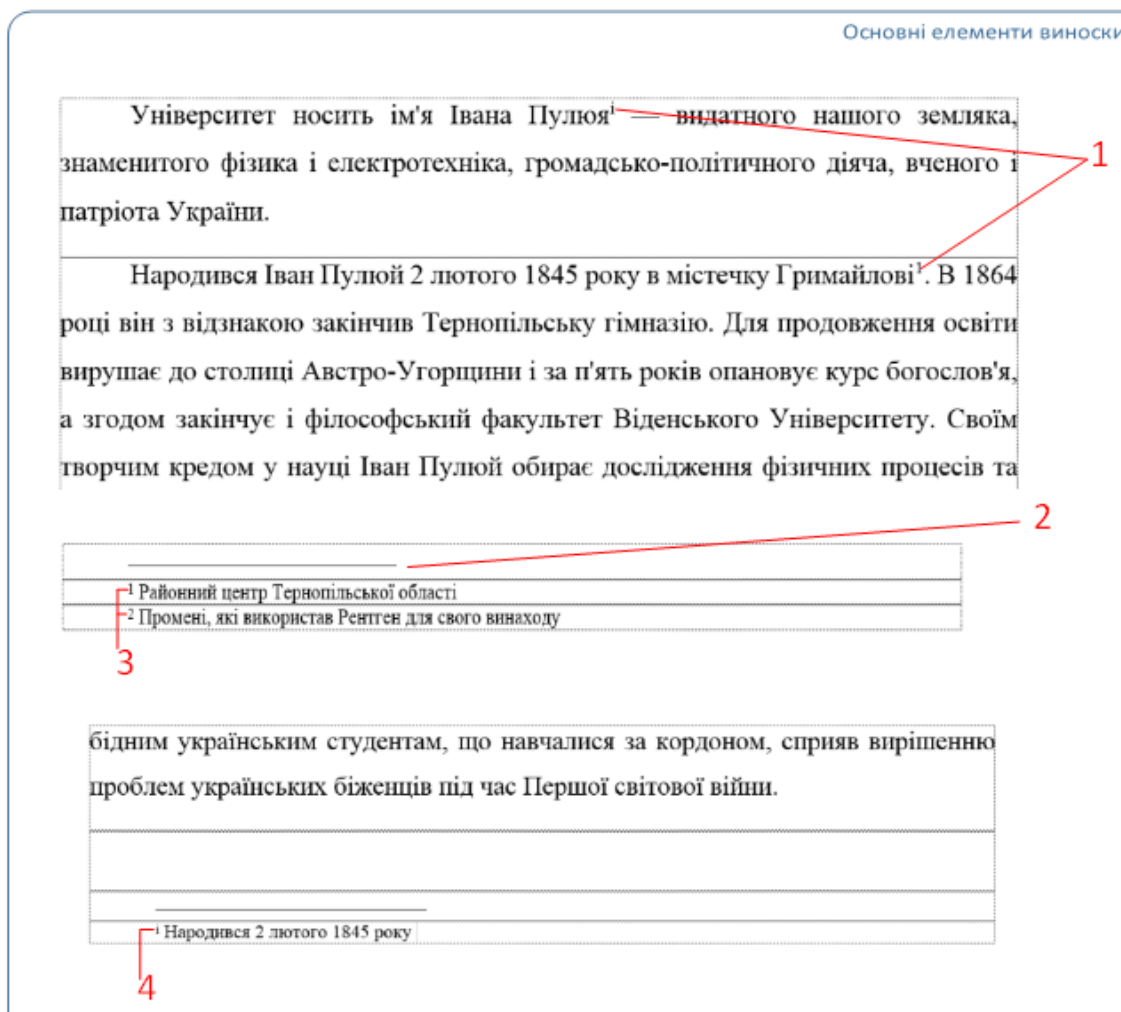 Основні елементи виноски
Університет носить ім'я Івана Пулюяⁱ — видатного нашого земляка,
1
знаменитого фізика і електротехніка, громадсько-політичного діяча, вченого і
патріота України.
Народився Іван Пулюй 2 лютого 1845 року в містечку Гримайлові¹. В 1864
році він з відзнакою закінчив Тернопільську гімназію. Для продовження освіти
вирушає до столиці Австро-Угорщини і за п'ять років опановує курс богослов'я,
а згодом закінчує і філософський факультет Віденського Університету. Своїм
творчим кредом у науці Іван Пулюй обирає дослідження фізичних процесів та
2
¹ Районний центр Тернопільської області
² Промені, які використав Рентген для свого винаходу
3
бідним українським студентам, що навчалися за кордоном, сприяв вирішенню
проблем українських біженців під час Першої світової війни.
ⁱ Народився 2 лютого 1845 року
4